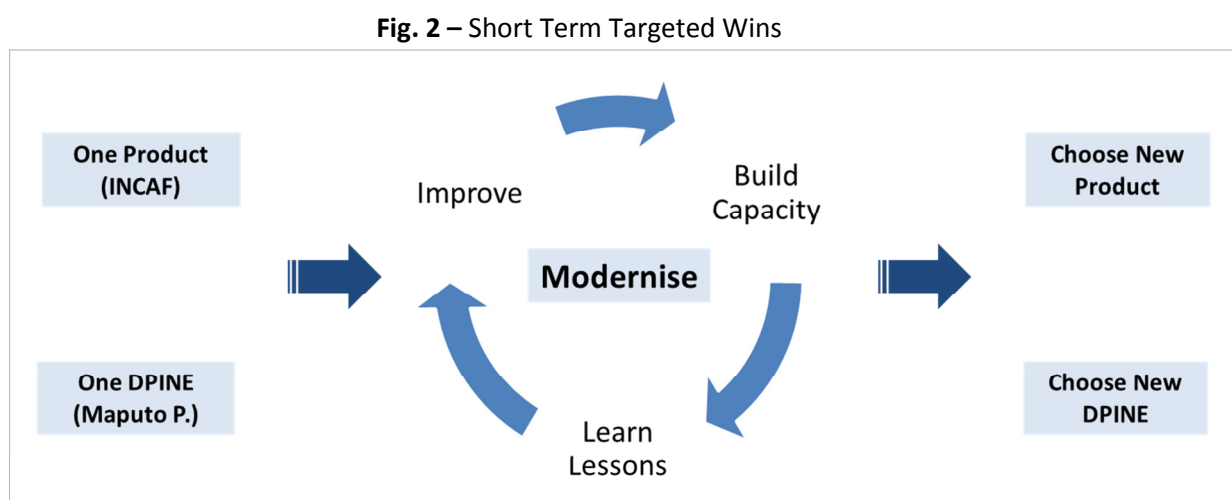 Fig. 2 – Short Term Targeted Wins
One Product
(INCAF)
One DPINE
(Maputo P.)
Improve
Build
Capacity
Modernise
Learn
Lessons
Choose New
Product
Choose New
DPINE